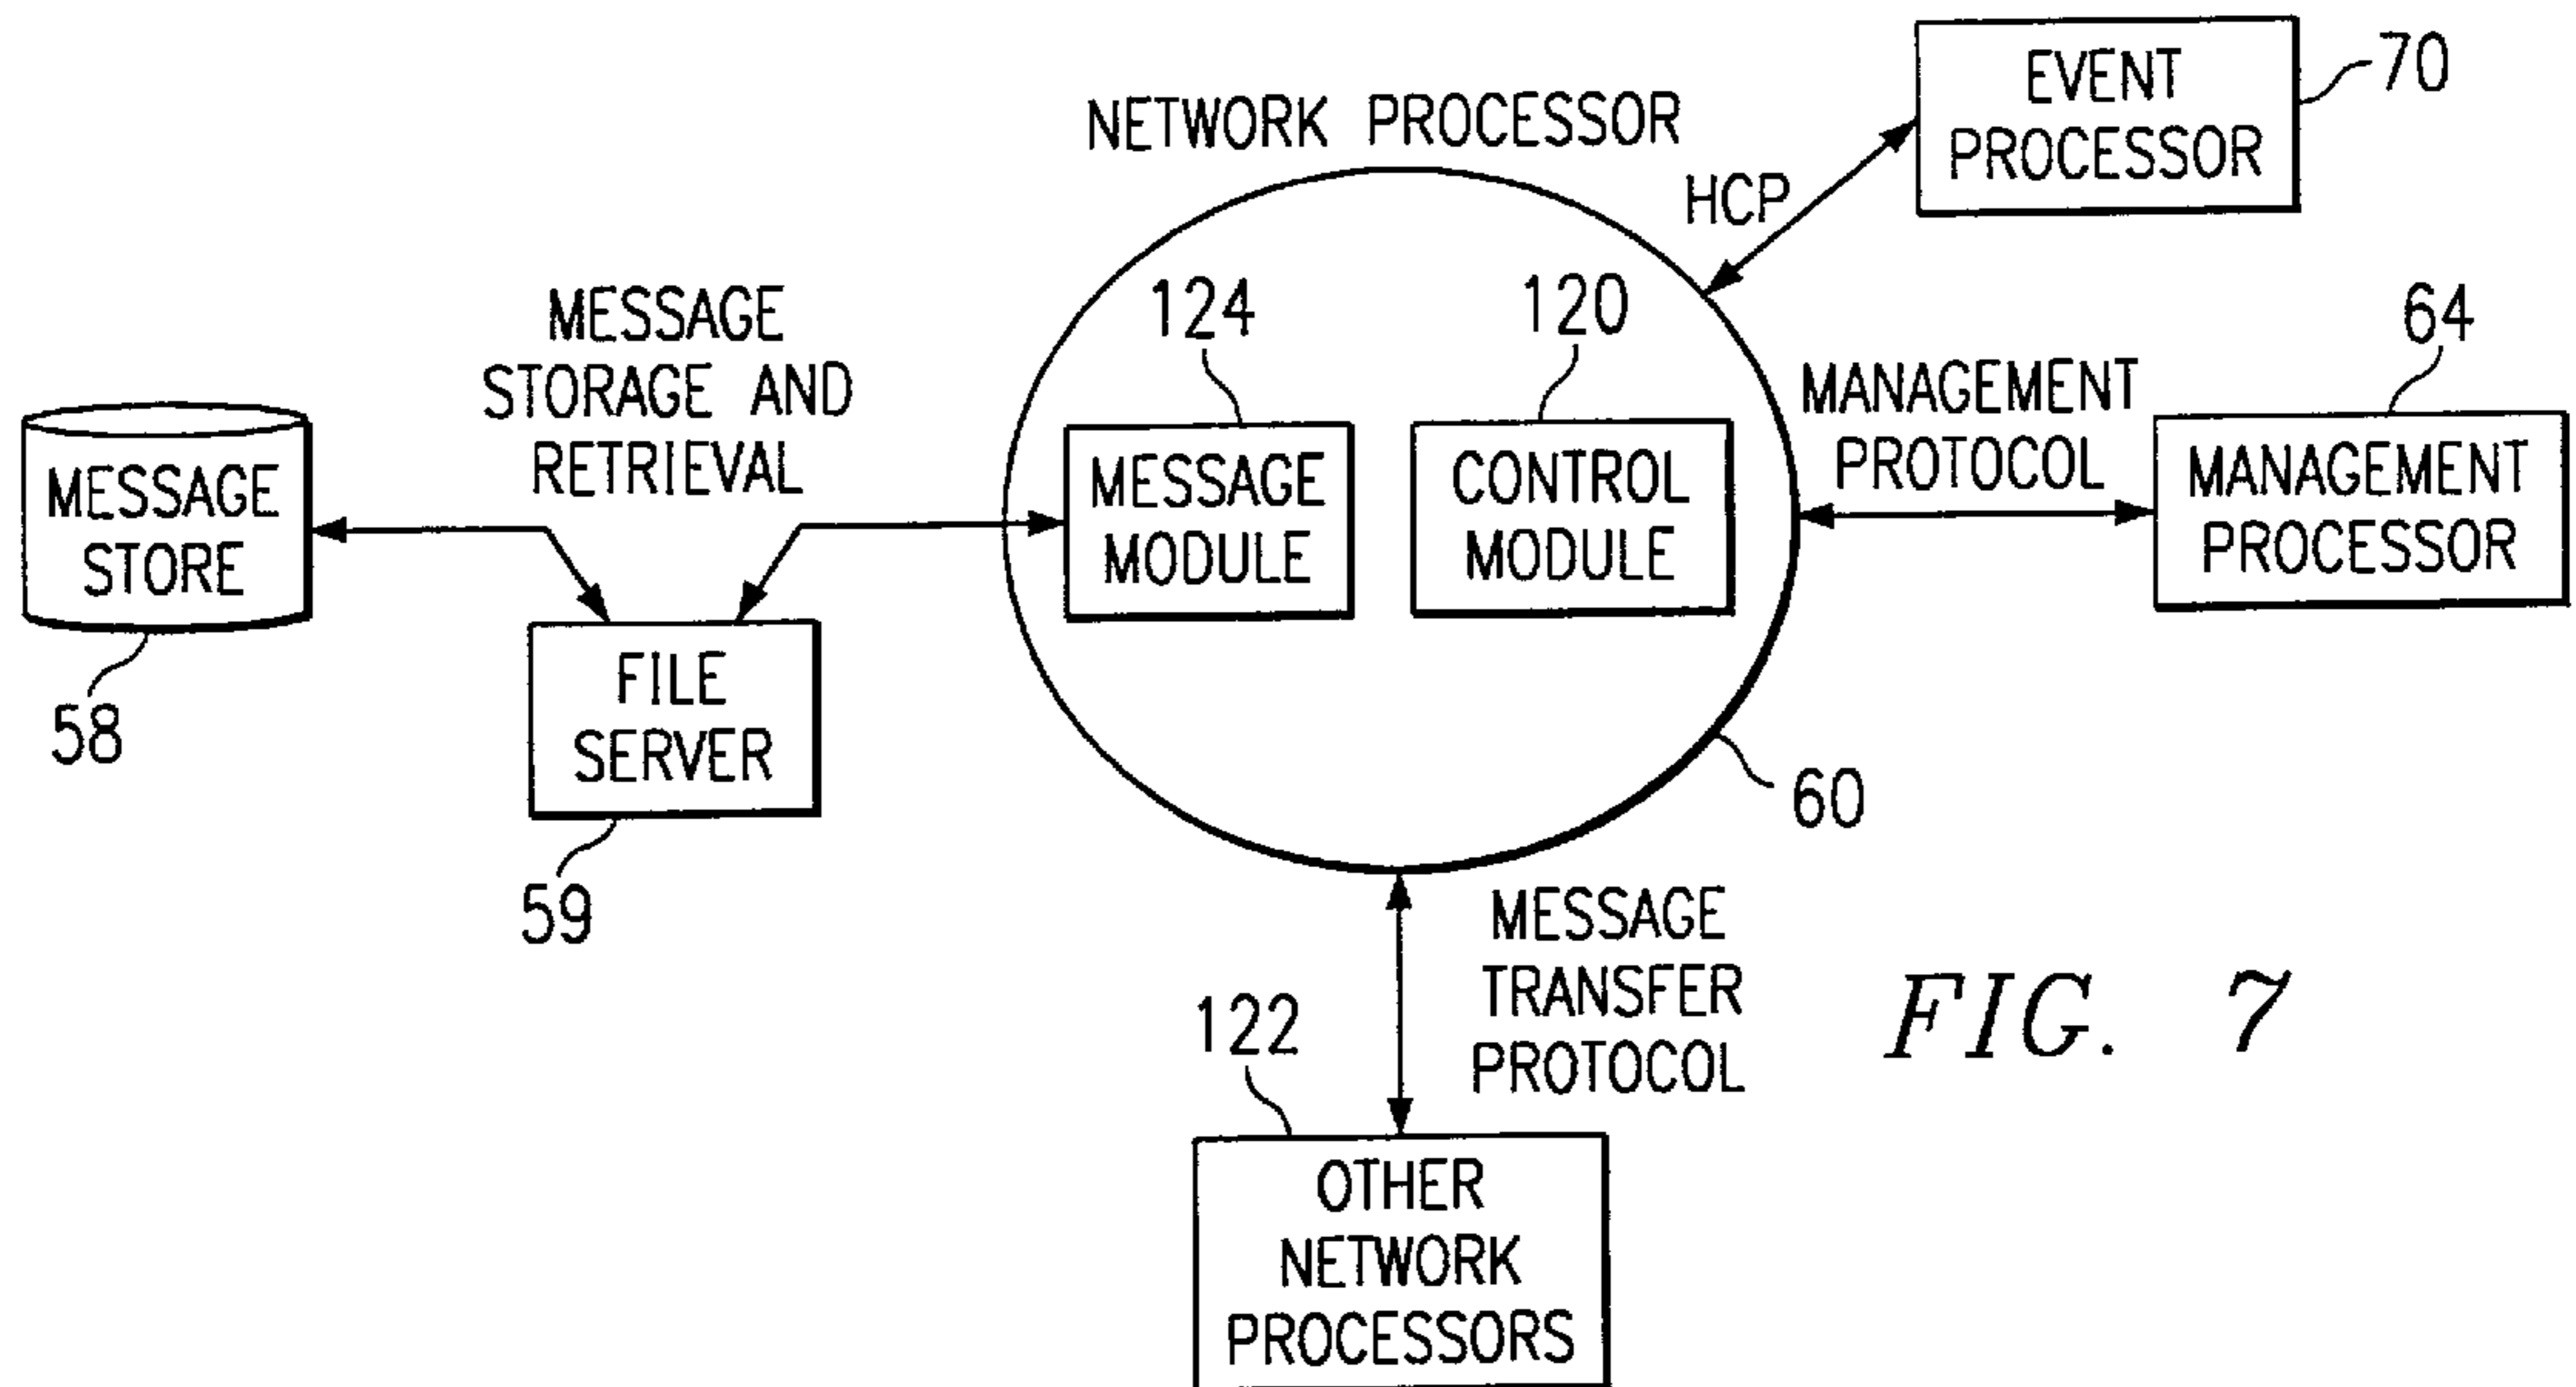 EVENT
PROCESSOR
70
NETWORK PROCESSOR
HCP
124
120
MESSAGE
STORAGE AND
RETRIEVAL
64
MANAGEMENT
PROTOCOL
MESSAGE
STORE
MESSAGE
MODULE
CONTROL
MODULE
MANAGEMENT
PROCESSOR
58
FILE
SERVER
59
60
MESSAGE
TRANSFER
PROTOCOL
122
OTHER
NETWORK
PROCESSORS
FIG. 7